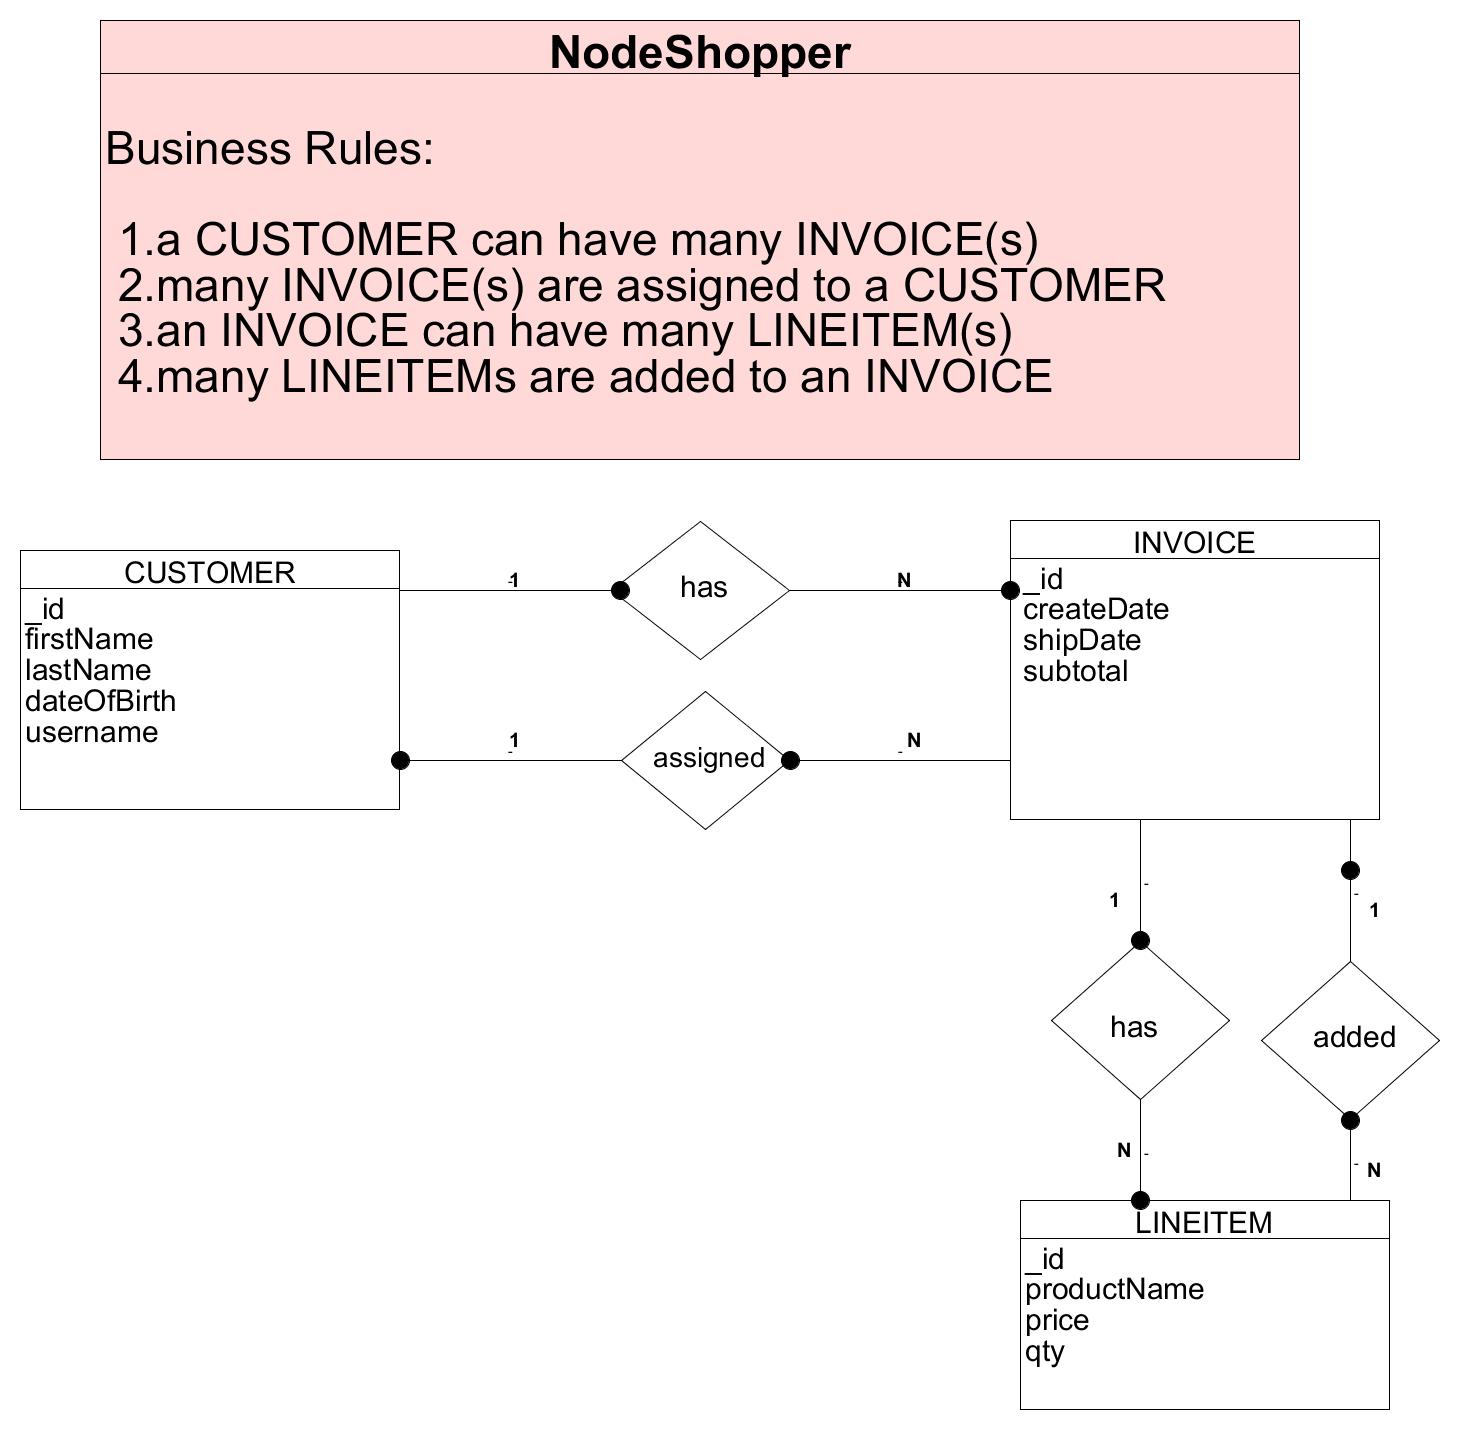 NodeShopper
Business Rules:
1.a CUSTOMER can have many INVOICE(s)
2.many INVOICE(s) are assigned to a CUSTOMER
3.an INVOICE can have many LINEITEM(s)
4.many LINEITEMs are added to an INVOICE
CUSTOMER
_id
firstName
lastName
dateOfBirth
username
1
has
N
1
assigned
N
INVOICE
_id
createDate
shipDate
subtotal
1
has
N
1
added
N
LINEITEM
_id
productName
price
qty